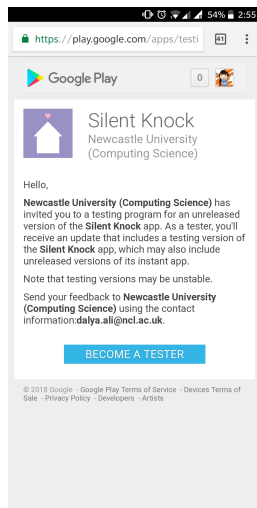 54% 2:55
https://play.google.com/apps/testi 41
Google Play 0
Silent Knock
Newcastle University
(Computing Science)
Hello,
Newcastle University (Computing Science) has
invited you to a testing program for an unreleased
version of the Silent Knock app. As a tester, you'll
receive an update that includes a testing version of
the Silent Knock app, which may also include
unreleased versions of its instant app.
Note that testing versions may be unstable.
Send your feedback to Newcastle University
(Computing Science) using the contact
information:dalya.ali@ncl.ac.uk.
BECOME A TESTER
© 2018 Google - Google Play Terms of Service - Devices Terms of
Sale - Privacy Policy - Developers - Artists